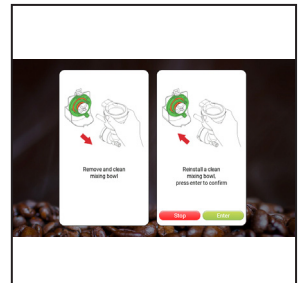 Remove and clean
mixing bowl
Reinstall a clean
mixing bowl,
press enter to confirm
Stop
Enter